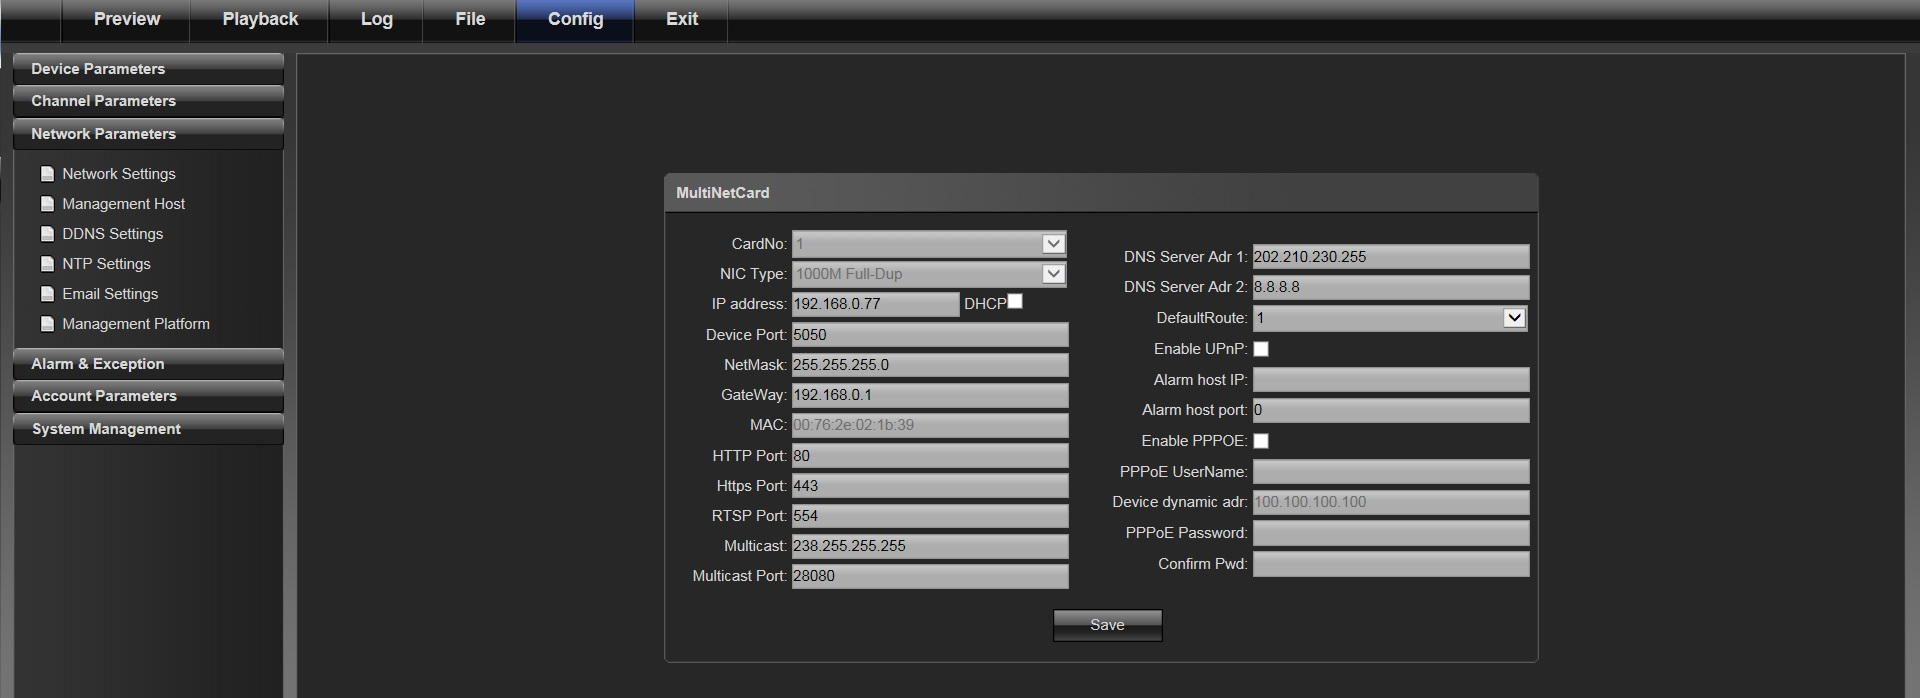 Preview Playback Log File Config Exit
Device Parameters
Channel Parameters
Network Parameters
Network Settings
Management Host
DDNS Settings
NTP Settings
Email Settings
Management Platform
Alarm & Exception
Account Parameters
System Management
MultiNetCard
CardNo: 1
NIC Type: 1000M Full-Dup
IP address: 192.168.0.77 DHCP
Device Port: 5050
NetMask: 255.255.255.0
GateWay: 192.168.0.1
MAC: 00:76:2e:02:1b:39
HTTP Port: 80
Https Port: 443
RTSP Port: 554
Multicast: 238.255.255.255
Multicast Port: 28080
DNS Server Adr 1: 202.210.230.255
DNS Server Adr 2: 8.8.8.8
DefaultRoute: 1
Enable UPnP:
Alarm host IP:
Alarm host port: 0
Enable PPPOE:
PPPoE UserName:
Device dynamic adr: 100.100.100.100
PPPoE Password:
Confirm Pwd:
Save